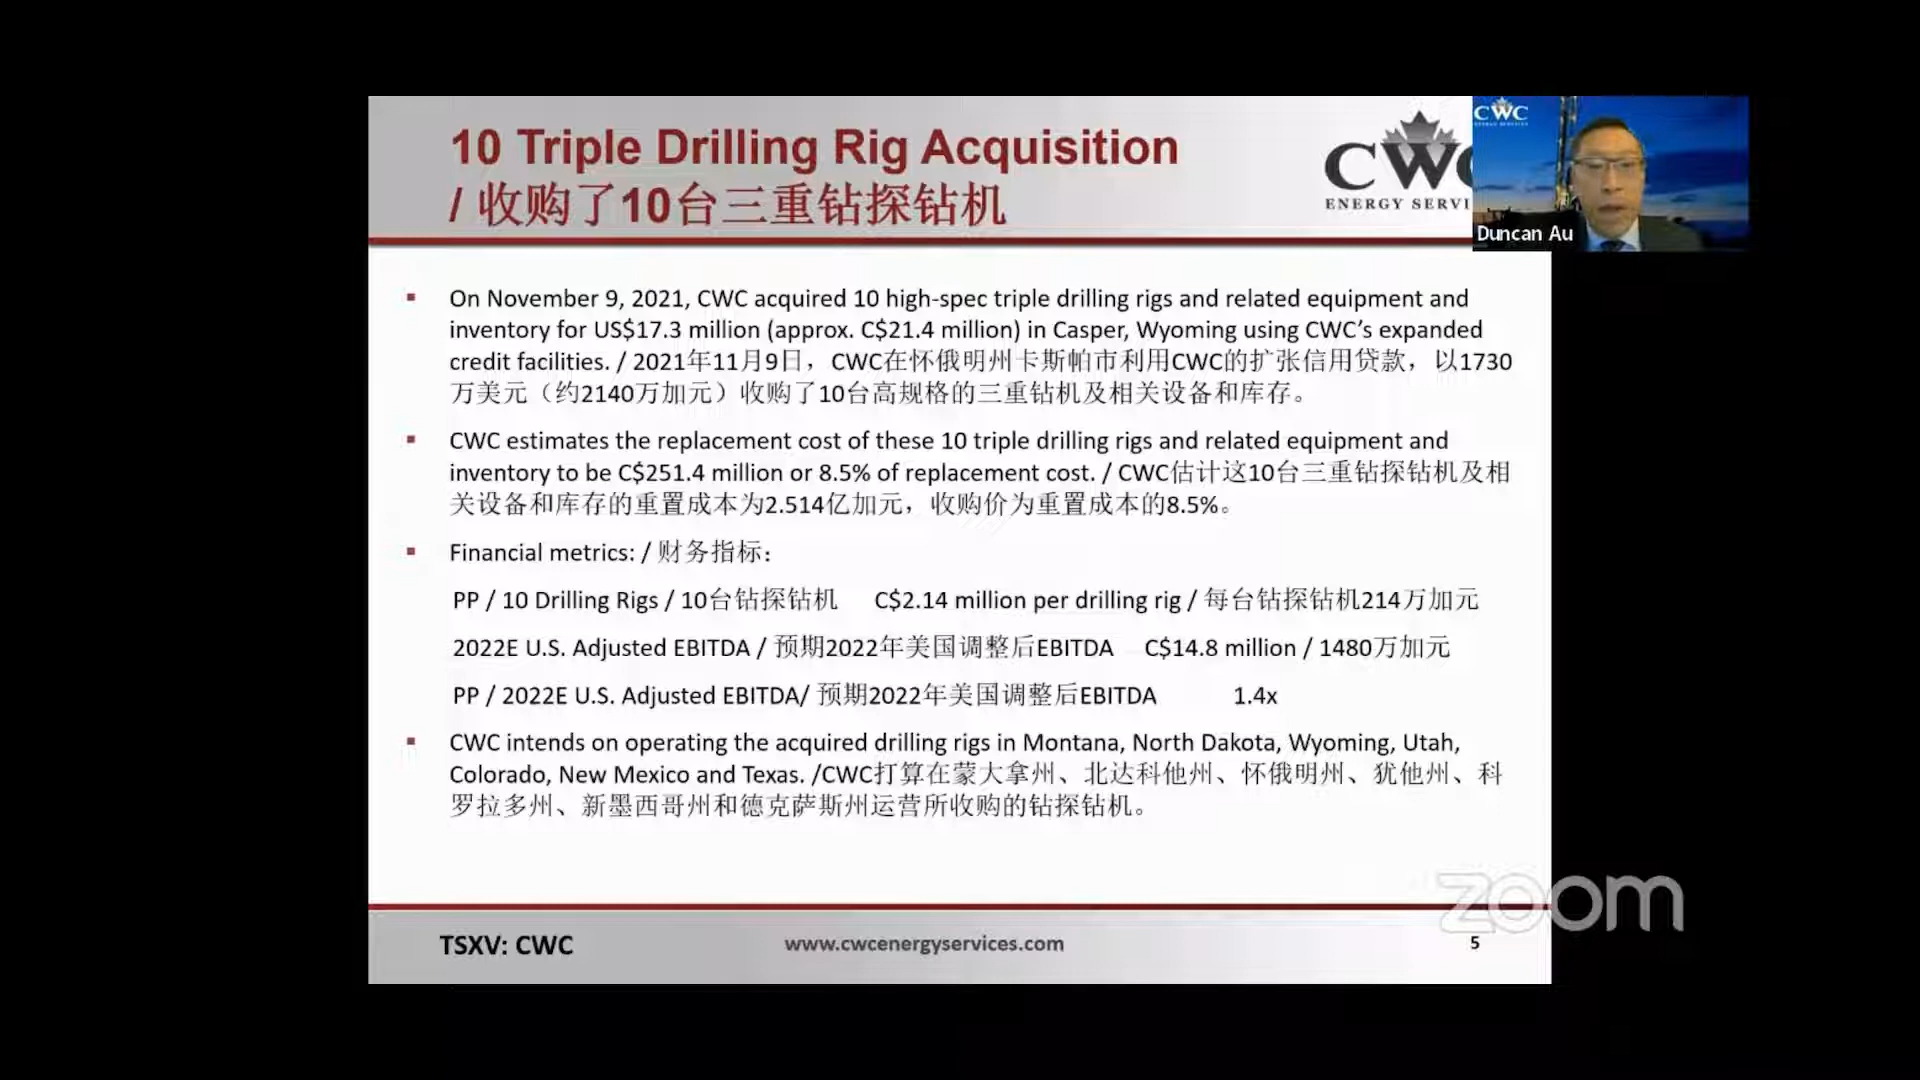 10 Triple Drilling Rig Acquisition
/ 收购了10台三重钻探钻机
CWC
ENERGY SERVI
CWC
Duncan Au
▪ On November 9, 2021, CWC acquired 10 high-spec triple drilling rigs and related equipment and
inventory for US$17.3 million (approx. C$21.4 million) in Casper, Wyoming using CWC’s expanded
credit facilities. / 2021年11月9日，CWC在怀俄明州卡斯帕市利用CWC的扩张信用贷款，以1730
万美元（约2140万加元）收购了10台高规格的三重钻机及相关设备和库存。
▪ CWC estimates the replacement cost of these 10 triple drilling rigs and related equipment and
inventory to be C$251.4 million or 8.5% of replacement cost. / CWC估计这10台三重钻探钻机及相
关设备和库存的重置成本为2.514亿加元，收购价为重置成本的8.5%。
▪ Financial metrics: / 财务指标：
PP / 10 Drilling Rigs / 10台钻探钻机 C$2.14 million per drilling rig / 每台钻探钻机214万加元
2022E U.S. Adjusted EBITDA / 预期2022年美国调整后EBITDA C$14.8 million / 1480万加元
PP / 2022E U.S. Adjusted EBITDA/ 预期2022年美国调整后EBITDA 1.4x
▪ CWC intends on operating the acquired drilling rigs in Montana, North Dakota, Wyoming, Utah,
Colorado, New Mexico and Texas. /CWC打算在蒙大拿州、北达科他州、怀俄明州、犹他州、科
罗拉多州、新墨西哥州和德克萨斯州运营所收购的钻探钻机。
zoom
TSXV: CWC
www.cwcenergyservices.com
5